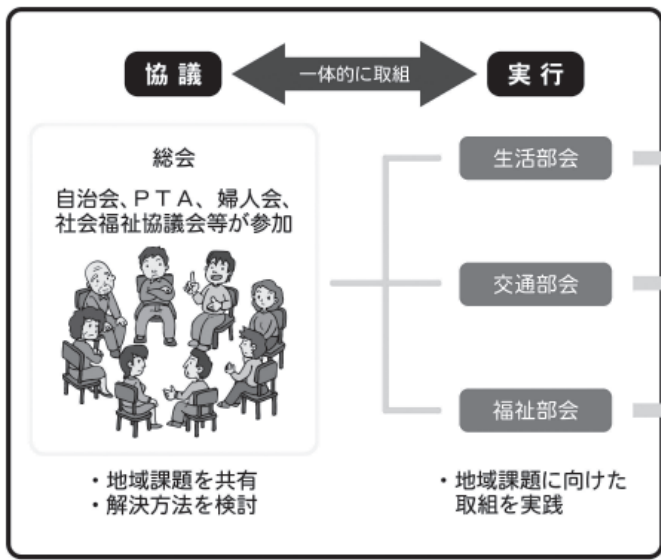 協議
一体的に取組
実行
総会
自治会、ＰＴＡ、婦人会、
社会福祉協議会等が参加
生活部会
交通部会
福祉部会
・地域課題を共有
・解決方法を検討
・地域課題に向けた
取組を実践